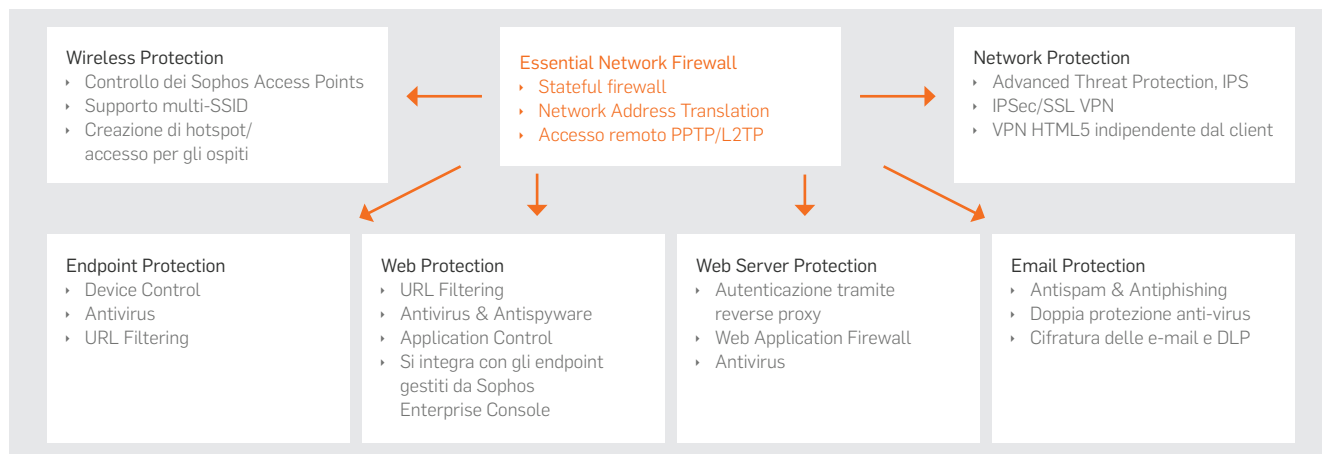 Wireless Protection
‣ Controllo dei Sophos Access Points
‣ Supporto multi-SSID
‣ Creazione di hotspot/
accesso per gli ospiti
Essential Network Firewall
‣ Stateful firewall
‣ Network Address Translation
‣ Accesso remoto PPTP/L2TP
Network Protection
‣ Advanced Threat Protection, IPS
‣ IPSec/SSL VPN
‣ VPN HTML5 indipendente dal client
Endpoint Protection
‣ Device Control
‣ Antivirus
‣ URL Filtering
Web Protection
‣ URL Filtering
‣ Antivirus & Antispyware
‣ Application Control
‣ Si integra con gli endpoint
gestiti da Sophos
Enterprise Console
Web Server Protection
‣ Autenticazione tramite
reverse proxy
‣ Web Application Firewall
‣ Antivirus
Email Protection
‣ Antispam & Antiphishing
‣ Doppia protezione anti-virus
‣ Cifratura delle e-mail e DLP